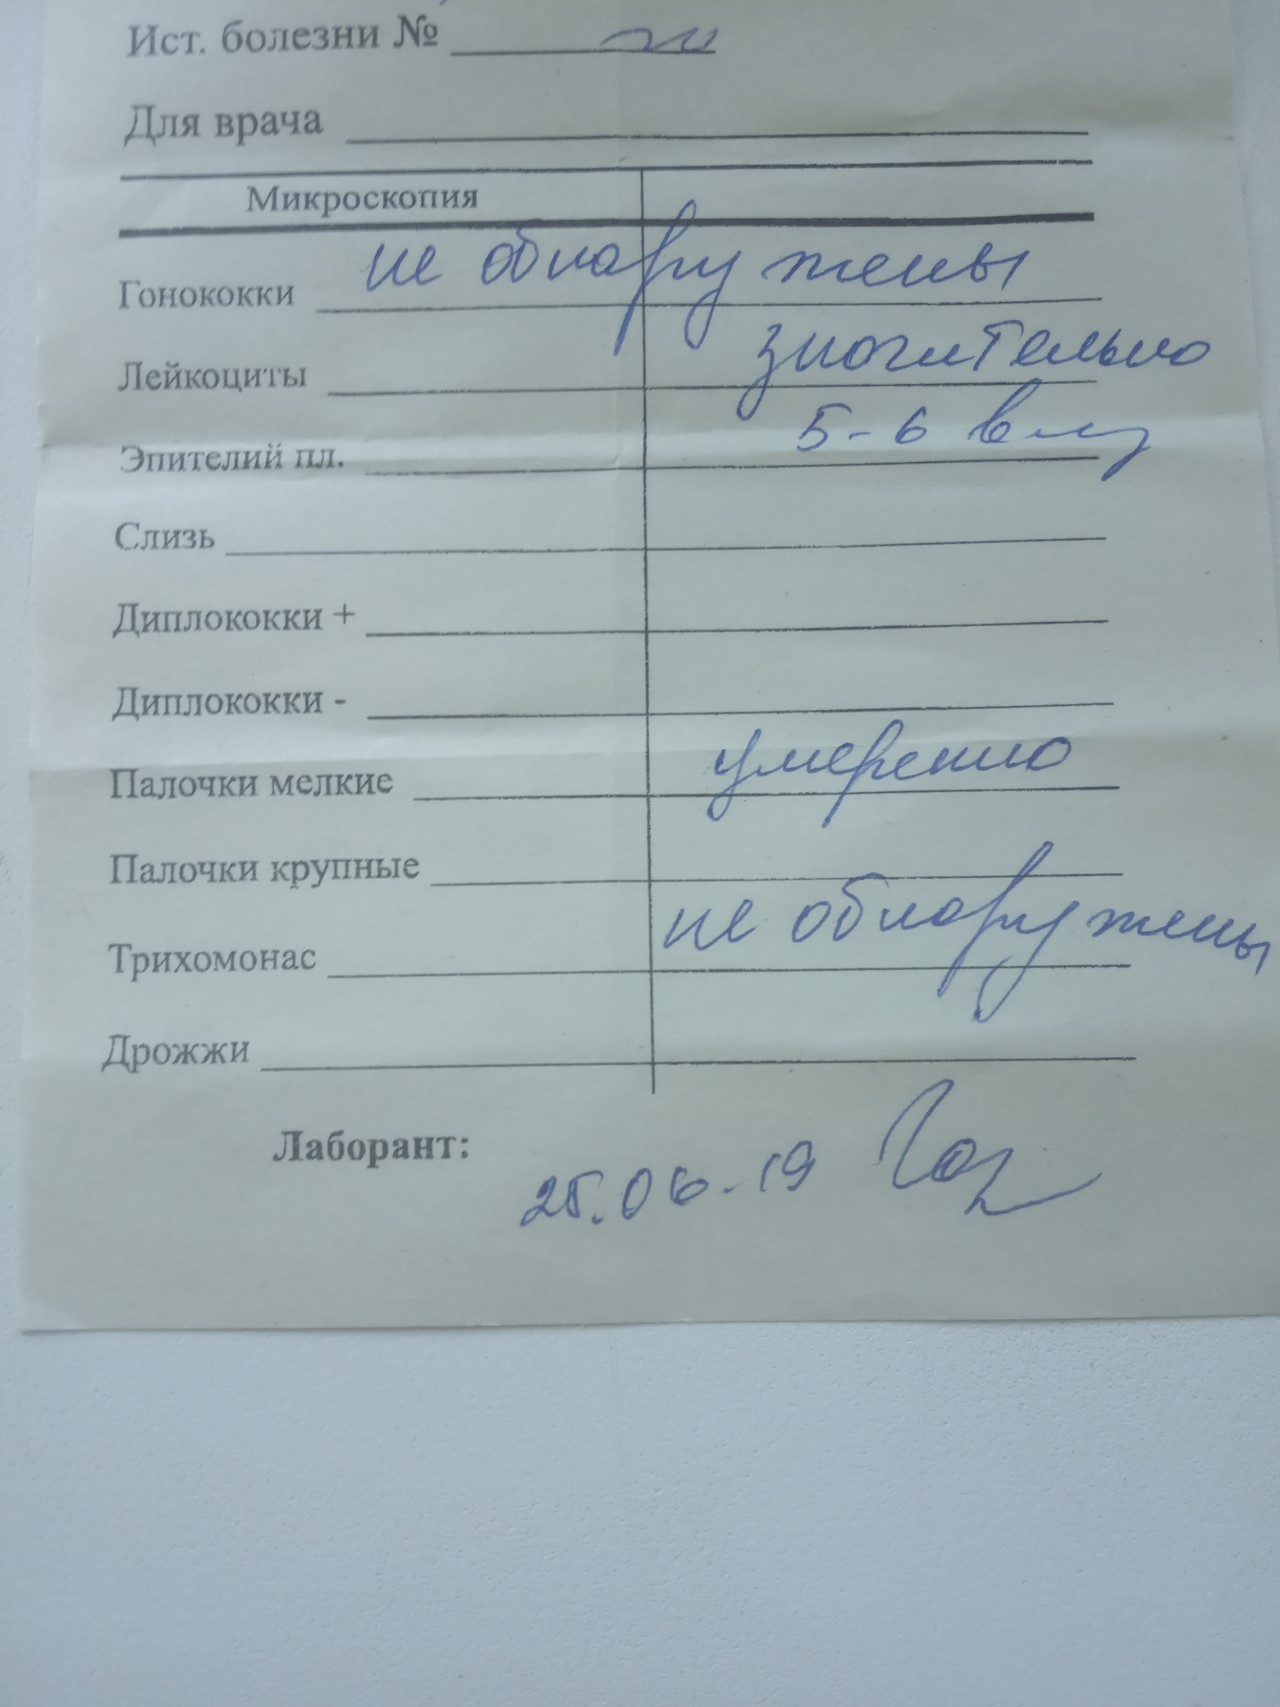 Ист. болезни №
Для врача
Микроскопия
Гонококки не обнаружены
Лейкоциты значительно
Эпителий пл. 5-6 в п/з
Слизь
Диплококки +
Диплококки -
Палочки мелкие умеренно
Палочки крупные
Трихомонас не обнаружены
Дрожжи
Лаборант:
25.06.19